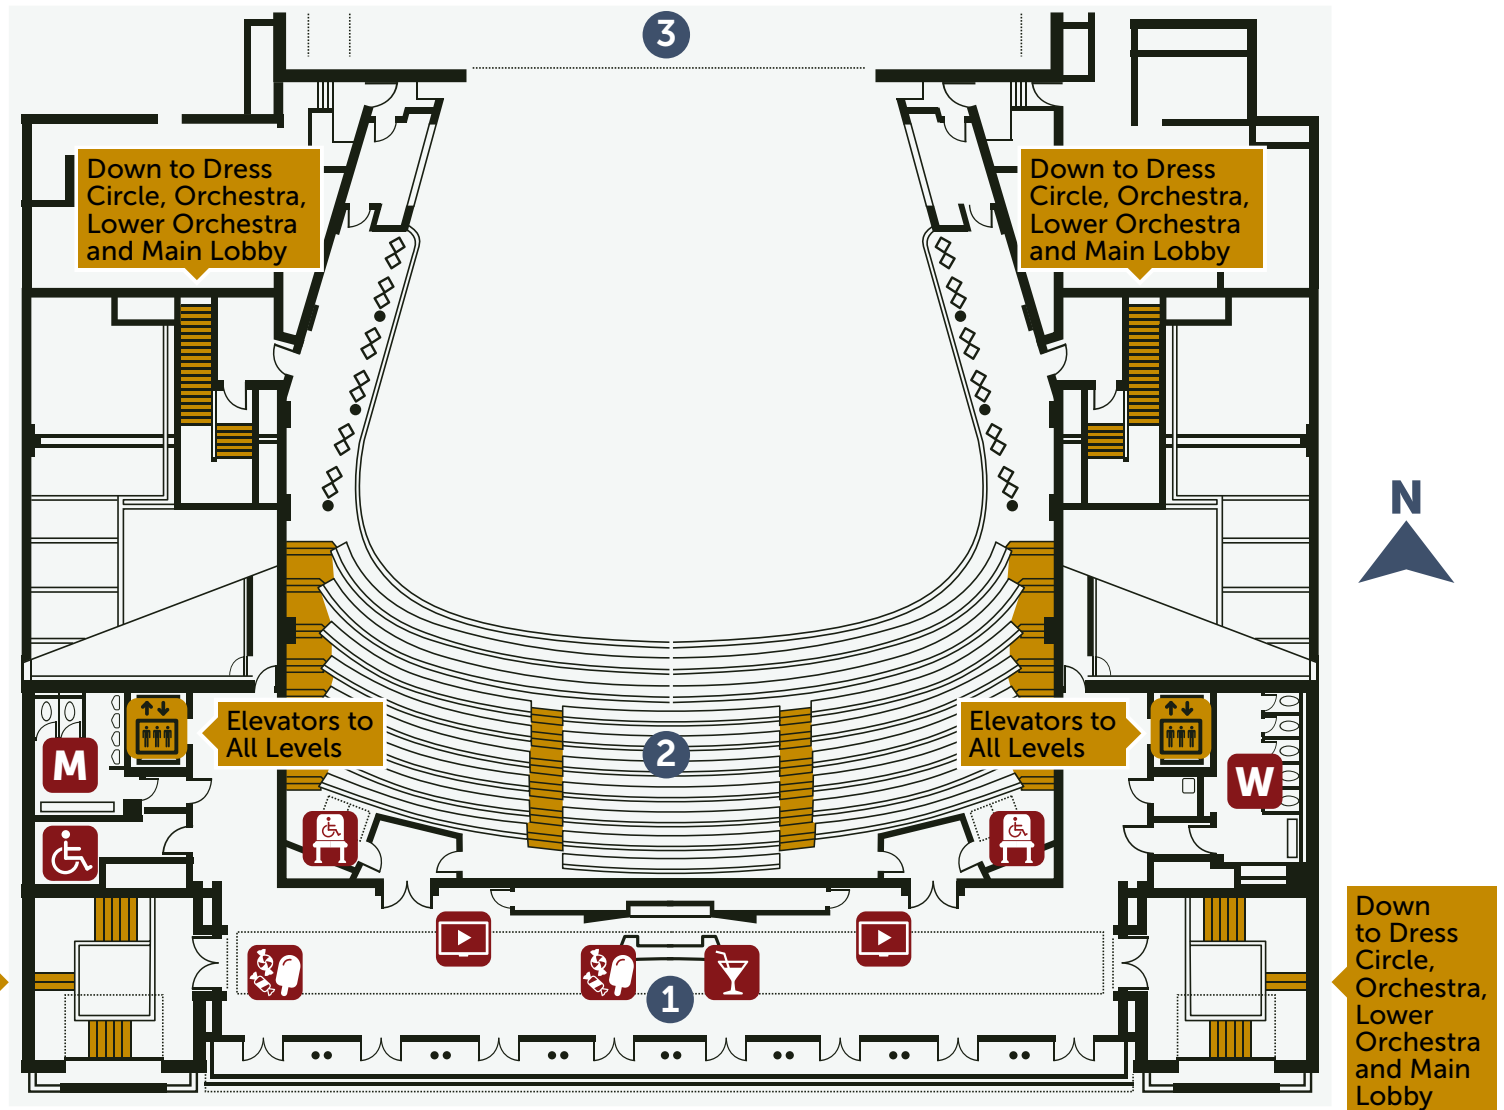 3
Down to Dress
Circle, Orchestra,
Lower Orchestra
and Main Lobby
Down to Dress
Circle, Orchestra,
Lower Orchestra
and Main Lobby
N
Elevators to
All Levels
Elevators to
All Levels
2
M
W
1
Down
to Dress
Circle,
Orchestra,
Lower
Orchestra
and Main
Lobby